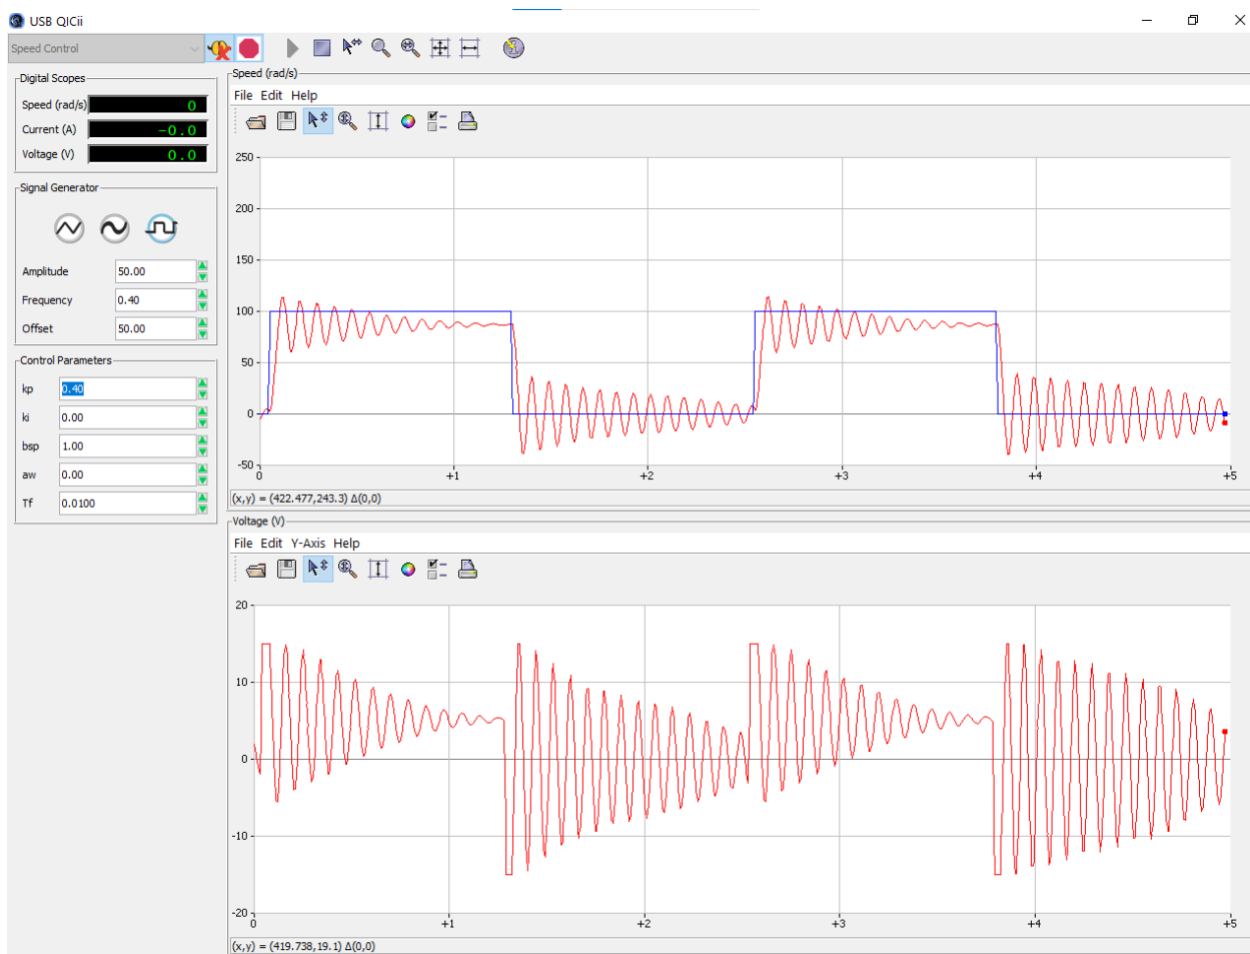 USB QICii
Speed Control
Digital Scopes
Speed (rad/s) 0
Current (A) -0.0
Voltage (V) 0.0
Signal Generator
Amplitude 50.00
Frequency 0.40
Offset 50.00
Control Parameters
kp 0.40
ki 0.00
bsp 1.00
aw 0.00
Tf 0.0100
Speed (rad/s)
File Edit Help
250
200
150
100
50
0
-50
0 +1 +2 +3 +4 +5
(x,y) = (422.477,243.3) Δ(0,0)
Voltage (V)
File Edit Y-Axis Help
20
10
0
-10
-20
0 +1 +2 +3 +4 +5
(x,y) = (419.738,19.1) Δ(0,0)